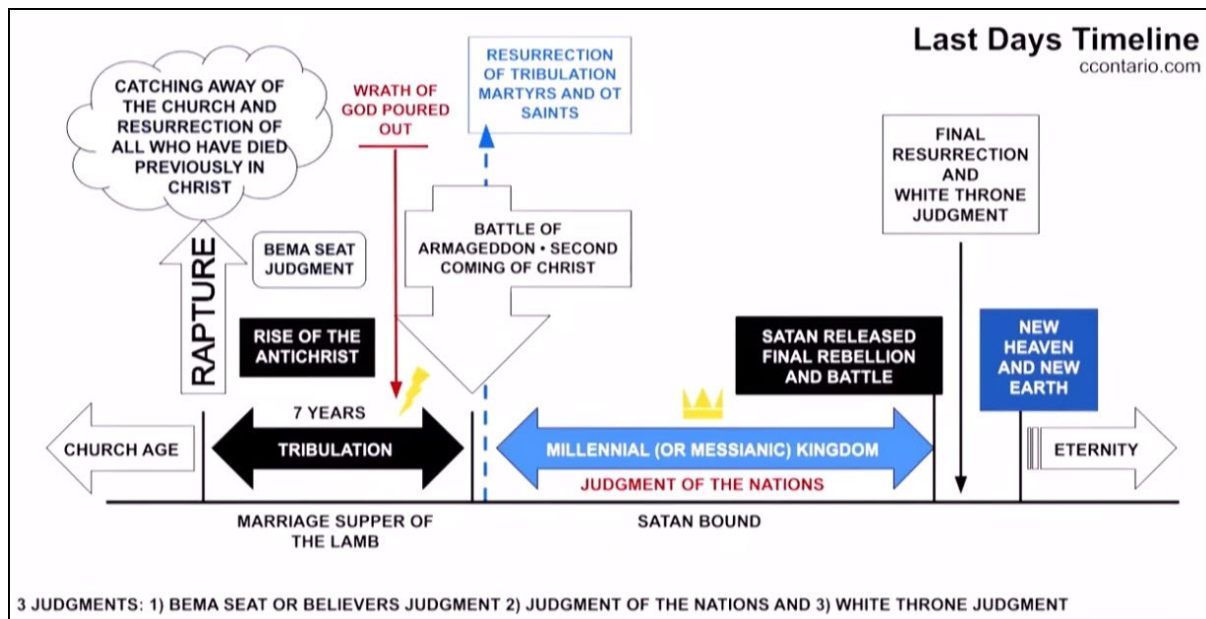 Last Days Timeline
ccontario.com
CATCHING AWAY OF
THE CHURCH AND
RESURRECTION OF
ALL WHO HAVE DIED
PREVIOUSLY IN
CHRIST
WRATH OF
GOD POURED
OUT
RESURRECTION
OF TRIBULATION
MARTYRS AND OT
SAINTS
FINAL
RESURRECTION
AND
WHITE THRONE
JUDGMENT
RAPTURE
BEMA SEAT
JUDGMENT
BATTLE OF
ARMAGEDDON • SECOND
COMING OF CHRIST
RISE OF THE
ANTICHRIST
SATAN RELEASED
FINAL REBELLION
AND BATTLE
NEW
HEAVEN
AND NEW
EARTH
CHURCH AGE
7 YEARS
TRIBULATION
MILLENNIAL (OR MESSIANIC) KINGDOM
JUDGMENT OF THE NATIONS
ETERNITY
MARRIAGE SUPPER OF
THE LAMB
SATAN BOUND
3 JUDGMENTS: 1) BEMA SEAT OR BELIEVERS JUDGMENT 2) JUDGMENT OF THE NATIONS AND 3) WHITE THRONE JUDGMENT